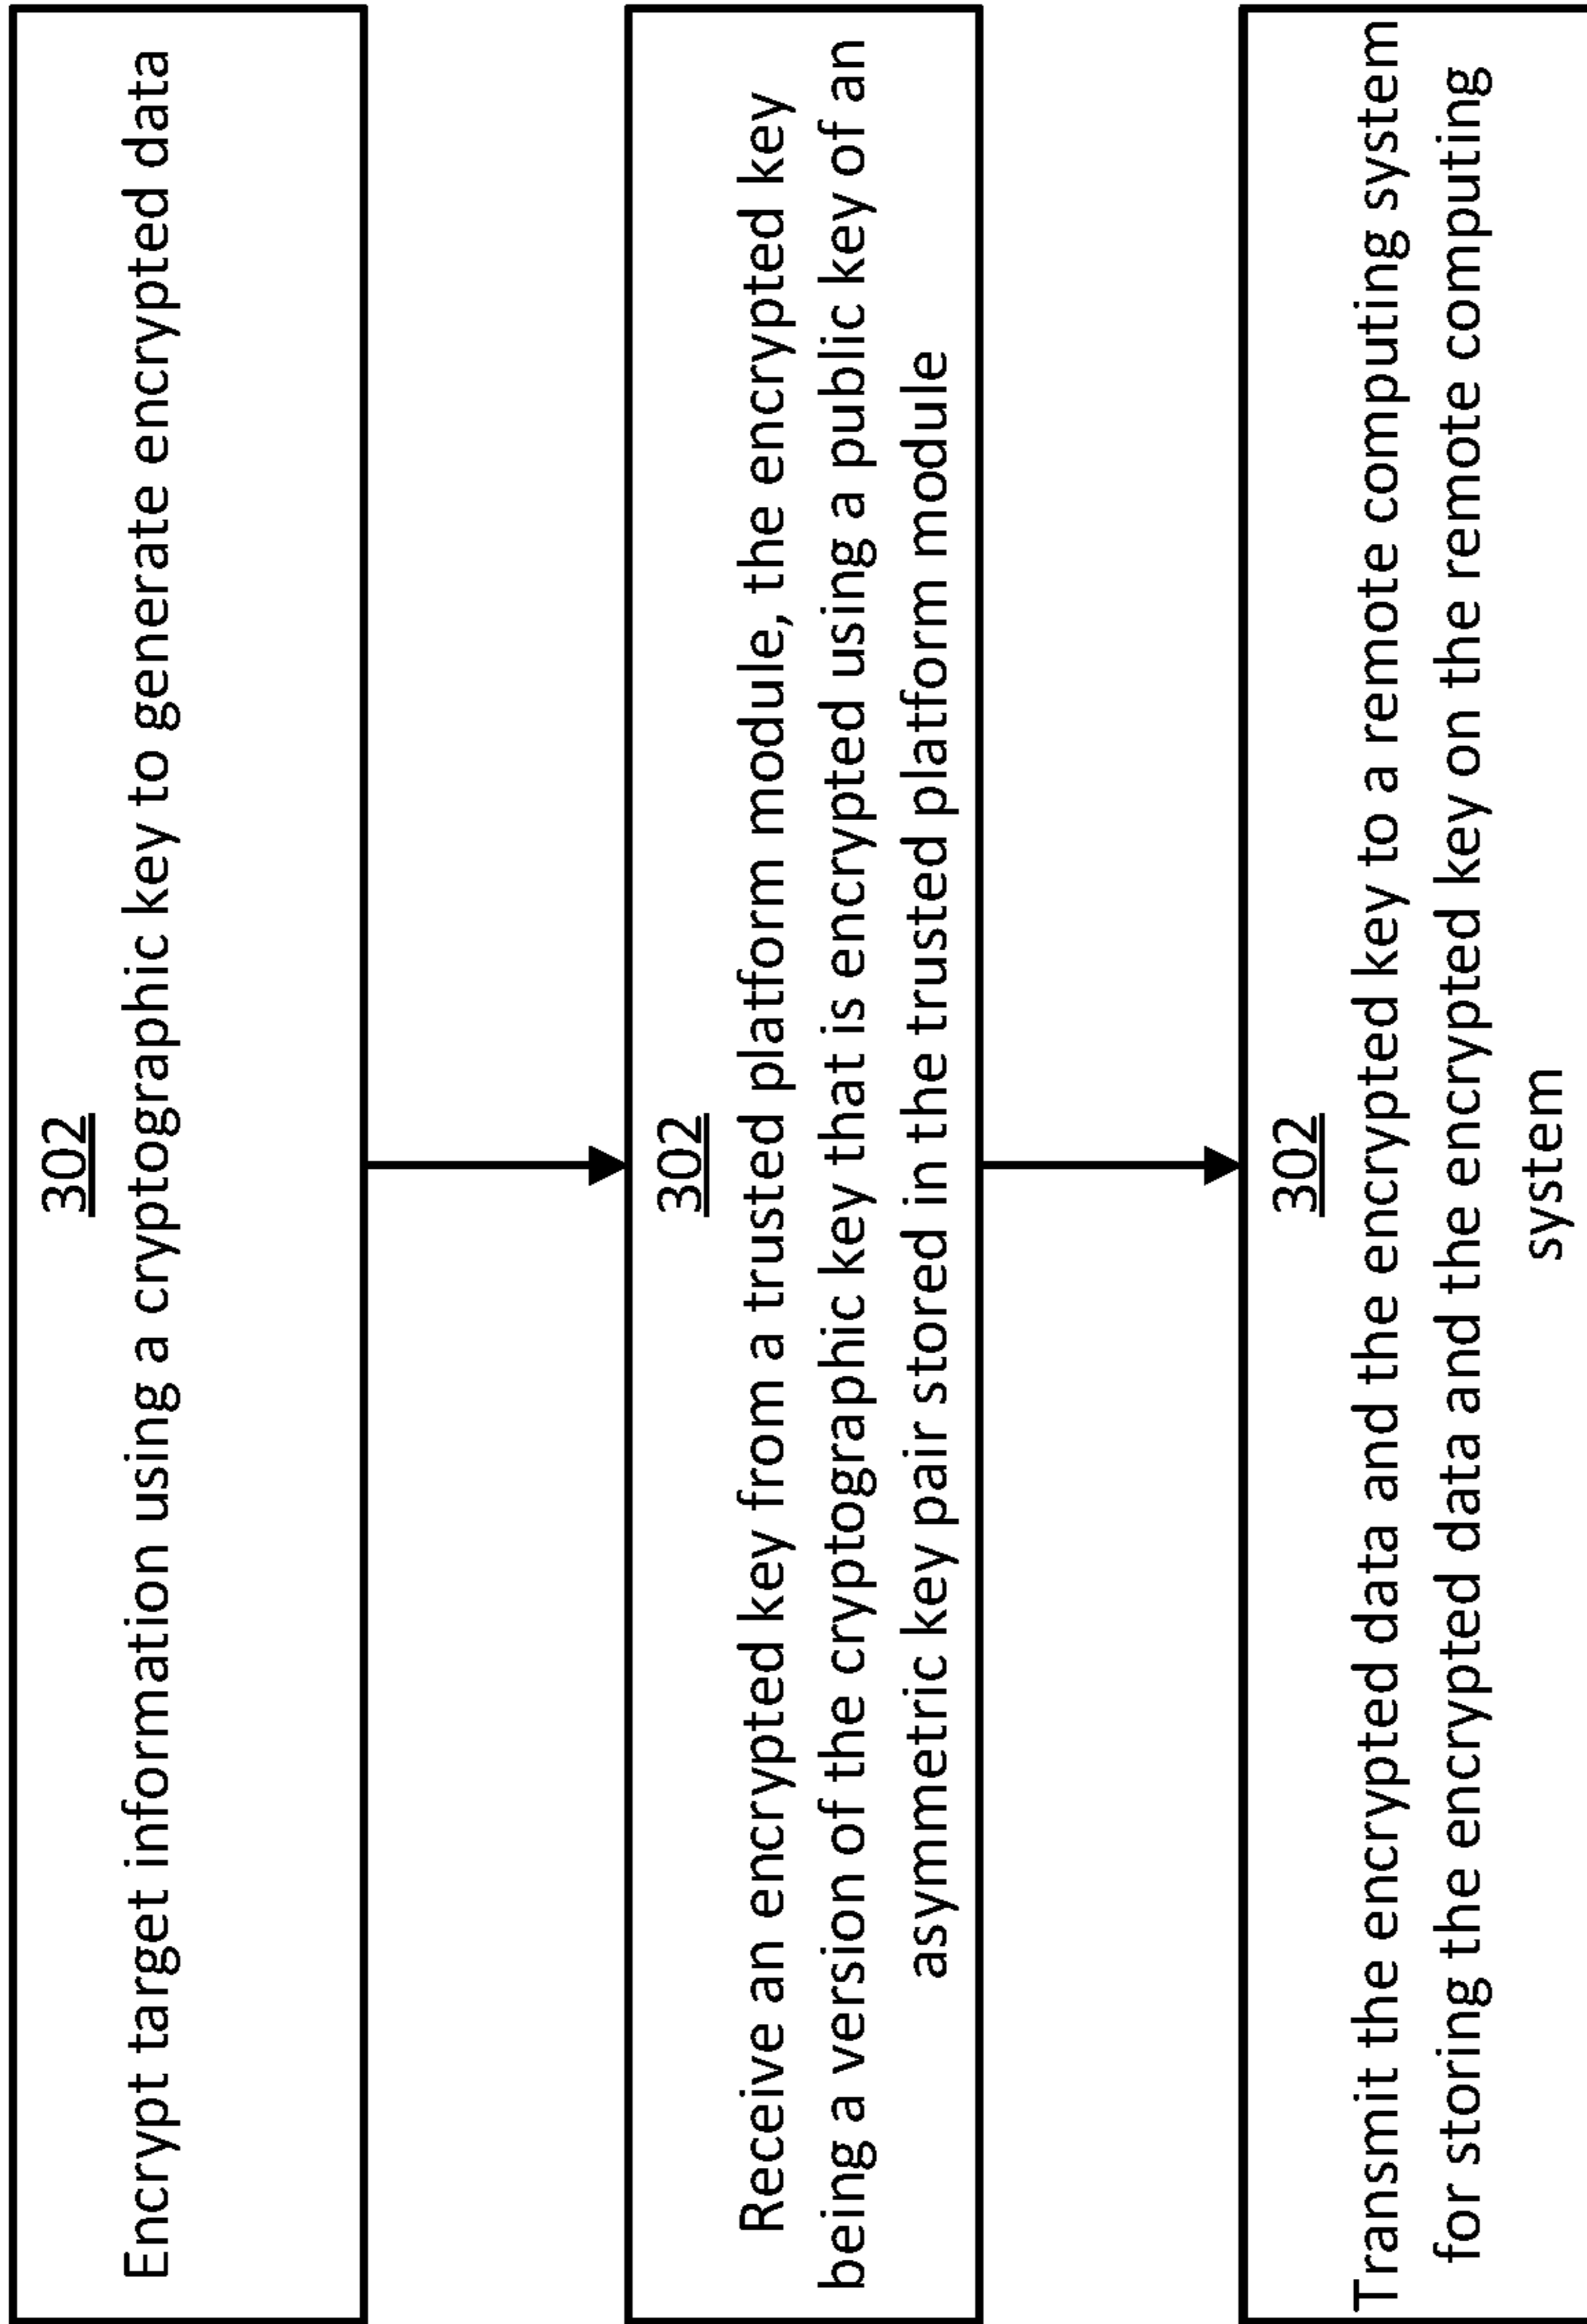 302
Encrypt target information using a cryptographic key to generate encrypted data
302
Receive an encrypted key from a trusted platform module, the encrypted key
being a version of the cryptographic key that is encrypted using a public key of an
asymmetric key pair stored in the trusted platform module
302
Transmit the encrypted data and the encrypted key to a remote computing system
for storing the encrypted data and the encrypted key on the remote computing
system